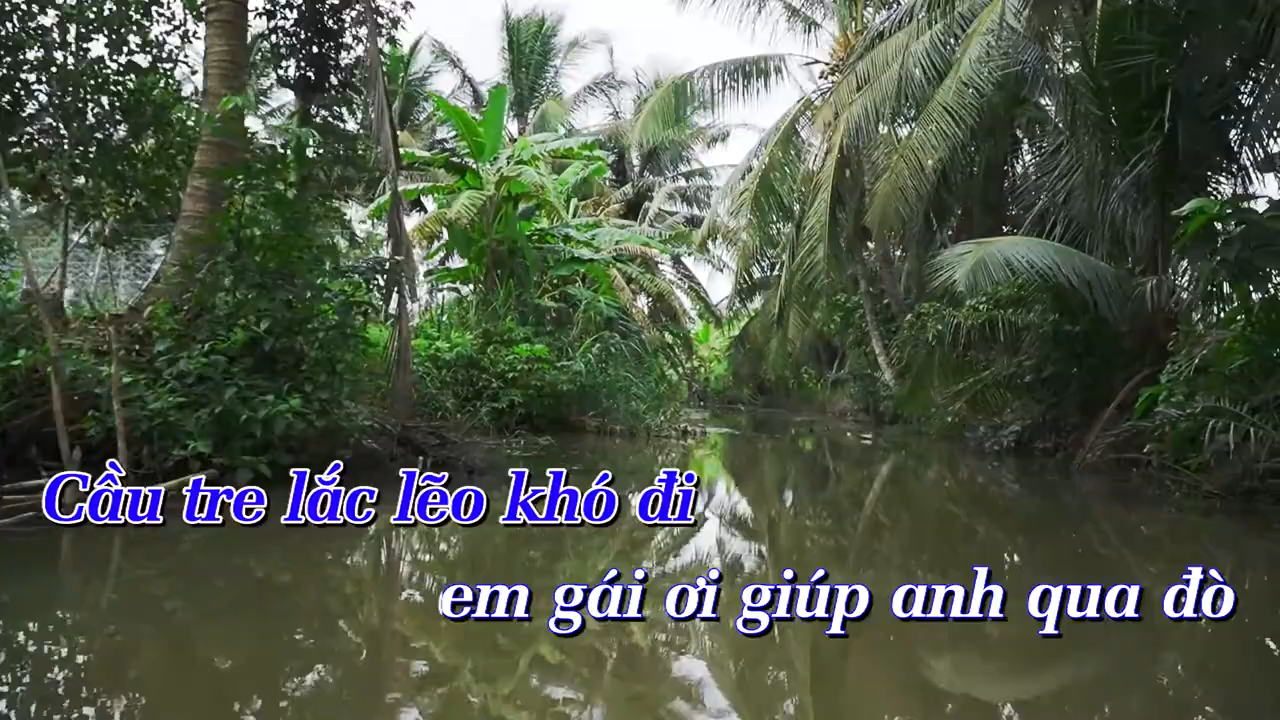 Cầu tre lắc lẽo khó đi
em gái ơi giúp anh qua đò